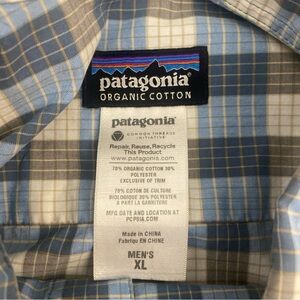 patagonia®
ORGANIC COTTON
patagonia®
COMMON THREADS
INITIATIVE
Repair, Reuse, Recycle
This Product
www.patagonia.com
70% ORGANIC COTTON 30%
POLYESTER
EXCLUSIVE OF TRIM
70% COTON DE CULTURE
BIOLOGIQUE 30% POLYESTER
A PART LA GARNITURE
MFG DATE AND LOCATION AT
PCPSIA.COM
Made in CHINA
Fabriqué EN CHINE
MEN'S
XL